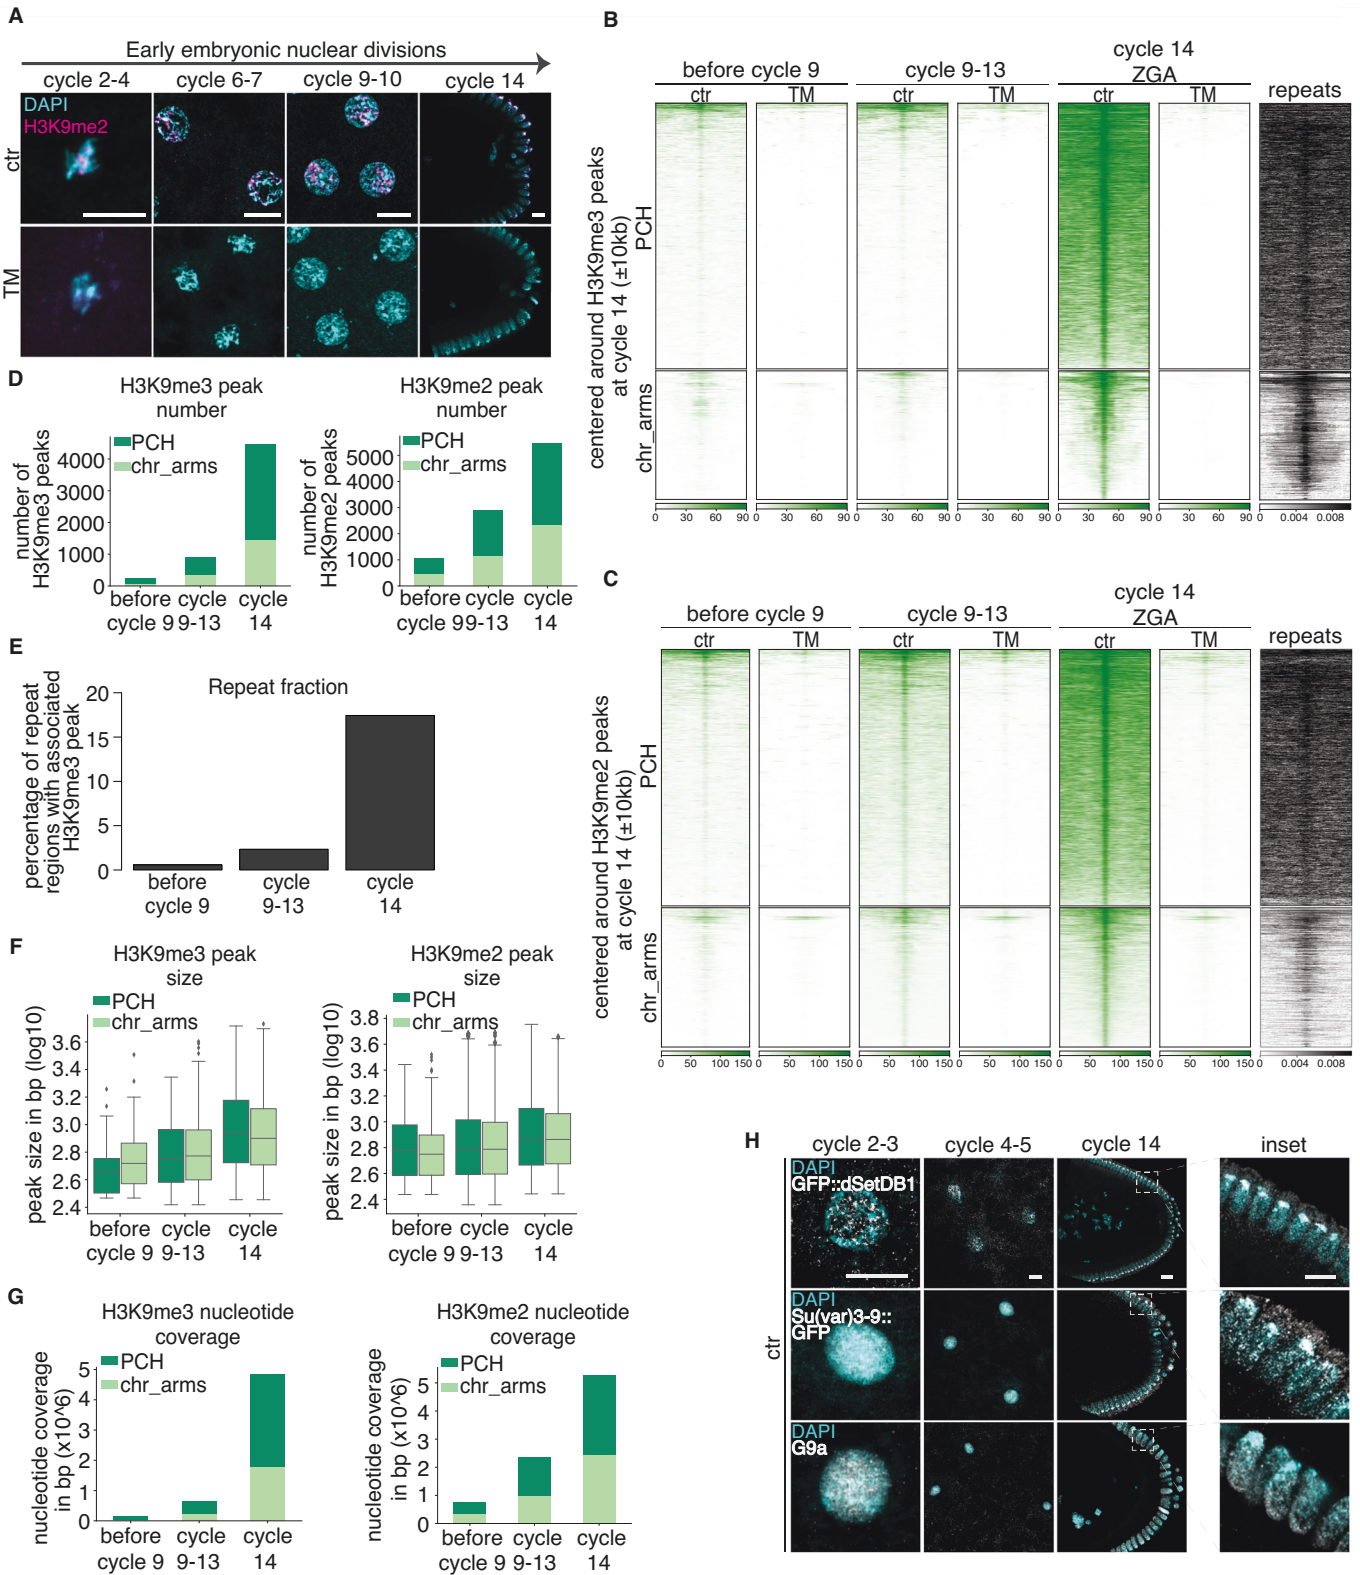 A
Early embryonic nuclear divisions
cycle 2-4
cycle 6-7
cycle 9-10
cycle 14
DAPI
H3K9me2
ctr
TM
B
before cycle 9
cycle 9-13
cycle 14
ZGA
ctr
TM
ctr
TM
ctr
TM
repeats
centered around H3K9me3 peaks
at cycle 14 (±10kb)
PCH
chr_arms
0 30 60 90
0 30 60 90
0 30 60 90
0 30 60 90
0 30 60 90
0 30 60 90
0 0.004 0.008
C
before cycle 9
cycle 9-13
cycle 14
ZGA
ctr
TM
ctr
TM
ctr
TM
repeats
centered around H3K9me2 peaks
at cycle 14 (±10kb)
PCH
chr_arms
0 50 100 150
0 50 100 150
0 50 100 150
0 50 100 150
0 50 100 150
0 50 100 150
0 0.004 0.008
D
H3K9me3 peak
number
PCH
chr_arms
number of
H3K9me3 peaks
4000
3000
2000
1000
0
before
cycle 9
cycle
9-13
cycle
14
H3K9me2 peak
number
PCH
chr_arms
number of
H3K9me2 peaks
5000
4000
3000
2000
1000
0
before
cycle 9
cycle
9-13
cycle
14
E
Repeat fraction
percentage of repeat
regions with associated
H3K9me3 peak
20
15
10
5
0
before
cycle 9
cycle
9-13
cycle
14
F
H3K9me3 peak
size
PCH
chr_arms
peak size in bp (log10)
3.6
3.4
3.2
3.0
2.8
2.6
2.4
before
cycle 9
cycle
9-13
cycle
14
H3K9me2 peak
size
PCH
chr_arms
peak size in bp (log10)
3.8
3.6
3.4
3.2
3.0
2.8
2.6
2.4
before
cycle 9
cycle
9-13
cycle
14
G
H3K9me3 nucleotide
coverage
PCH
chr_arms
nucleotide coverage
in bp (x10^6)
5
4
3
2
1
0
before
cycle 9
cycle
9-13
cycle
14
H3K9me2 nucleotide
coverage
PCH
chr_arms
nucleotide coverage
in bp (x10^6)
5
4
3
2
1
0
before
cycle 9
cycle
9-13
cycle
14
H
cycle 2-3
cycle 4-5
cycle 14
inset
ctr
DAPI
GFP::dSetDB1
DAPI
Su(var)3-9::
GFP
DAPI
G9a